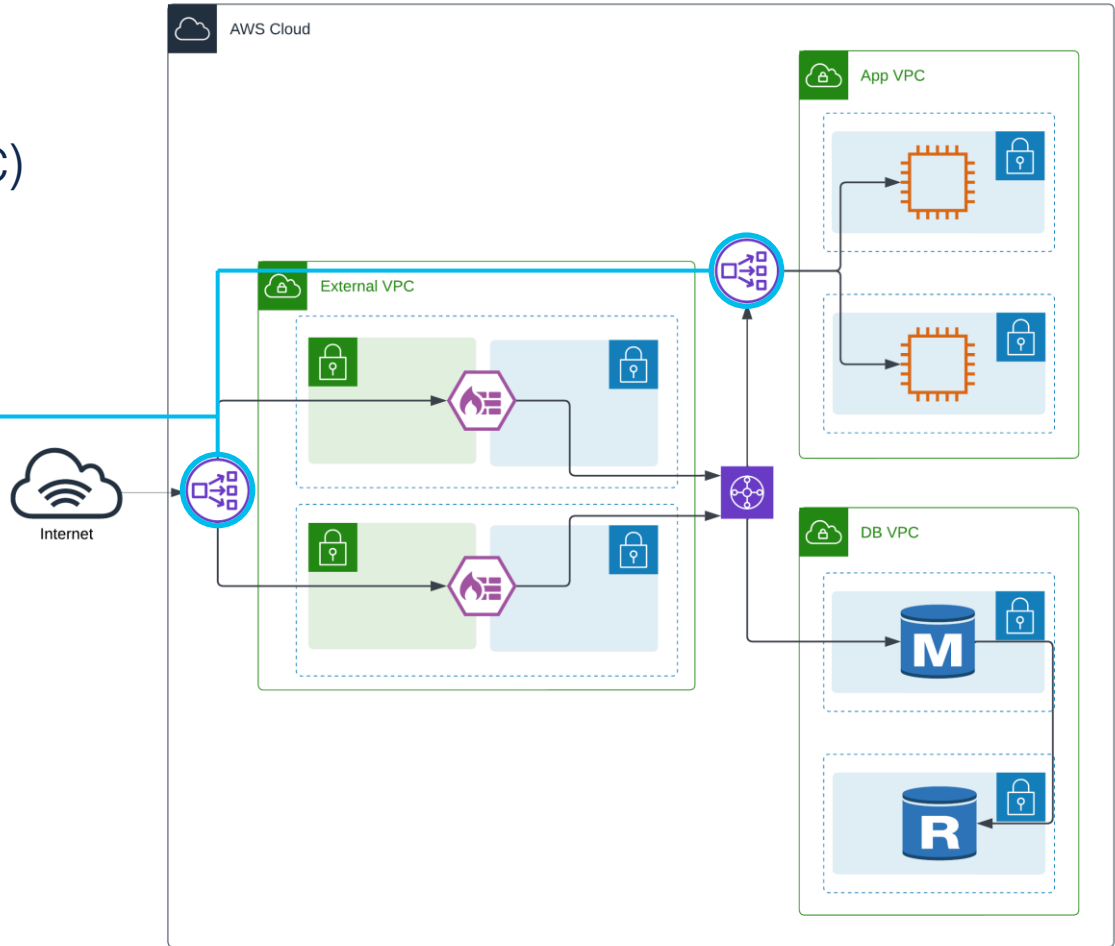 AWS Cloud
App VPC
C)
External VPC
Internet
DB VPC
M
R